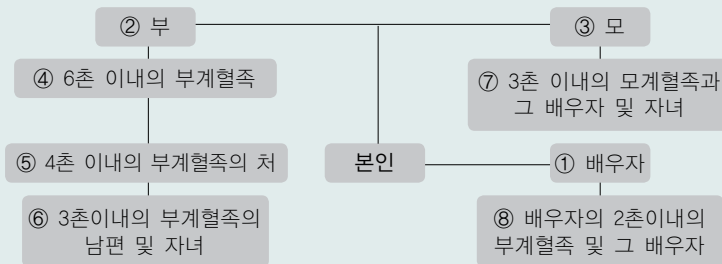 ② 부
③ 모
④ 6촌 이내의 부계혈족
⑦ 3촌 이내의 모계혈족과
그 배우자 및 자녀
⑤ 4촌 이내의 부계혈족의 처
본인
① 배우자
⑥ 3촌이내의 부계혈족의
남편 및 자녀
⑧ 배우자의 2촌이내의
부계혈족 및 그 배우자